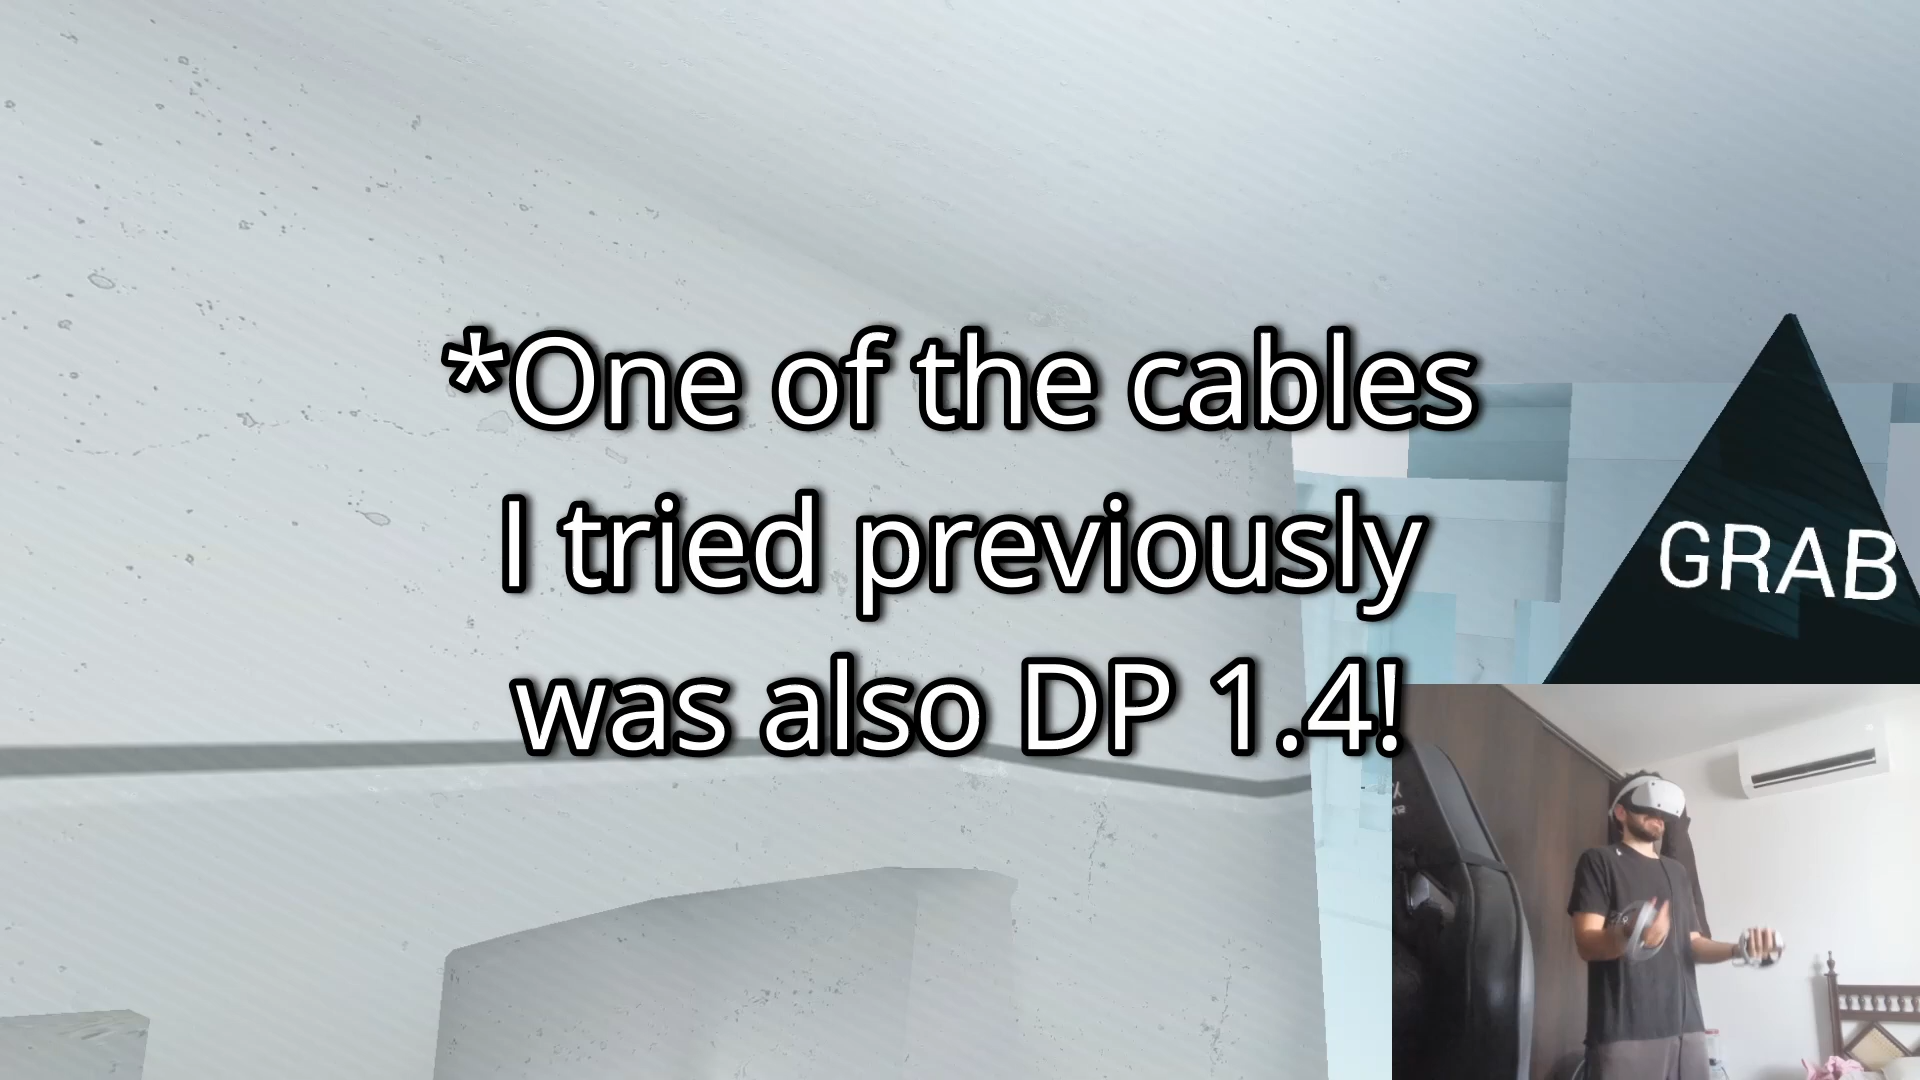 *One of the cables
I tried previously
was also DP 1.4!
GRAB